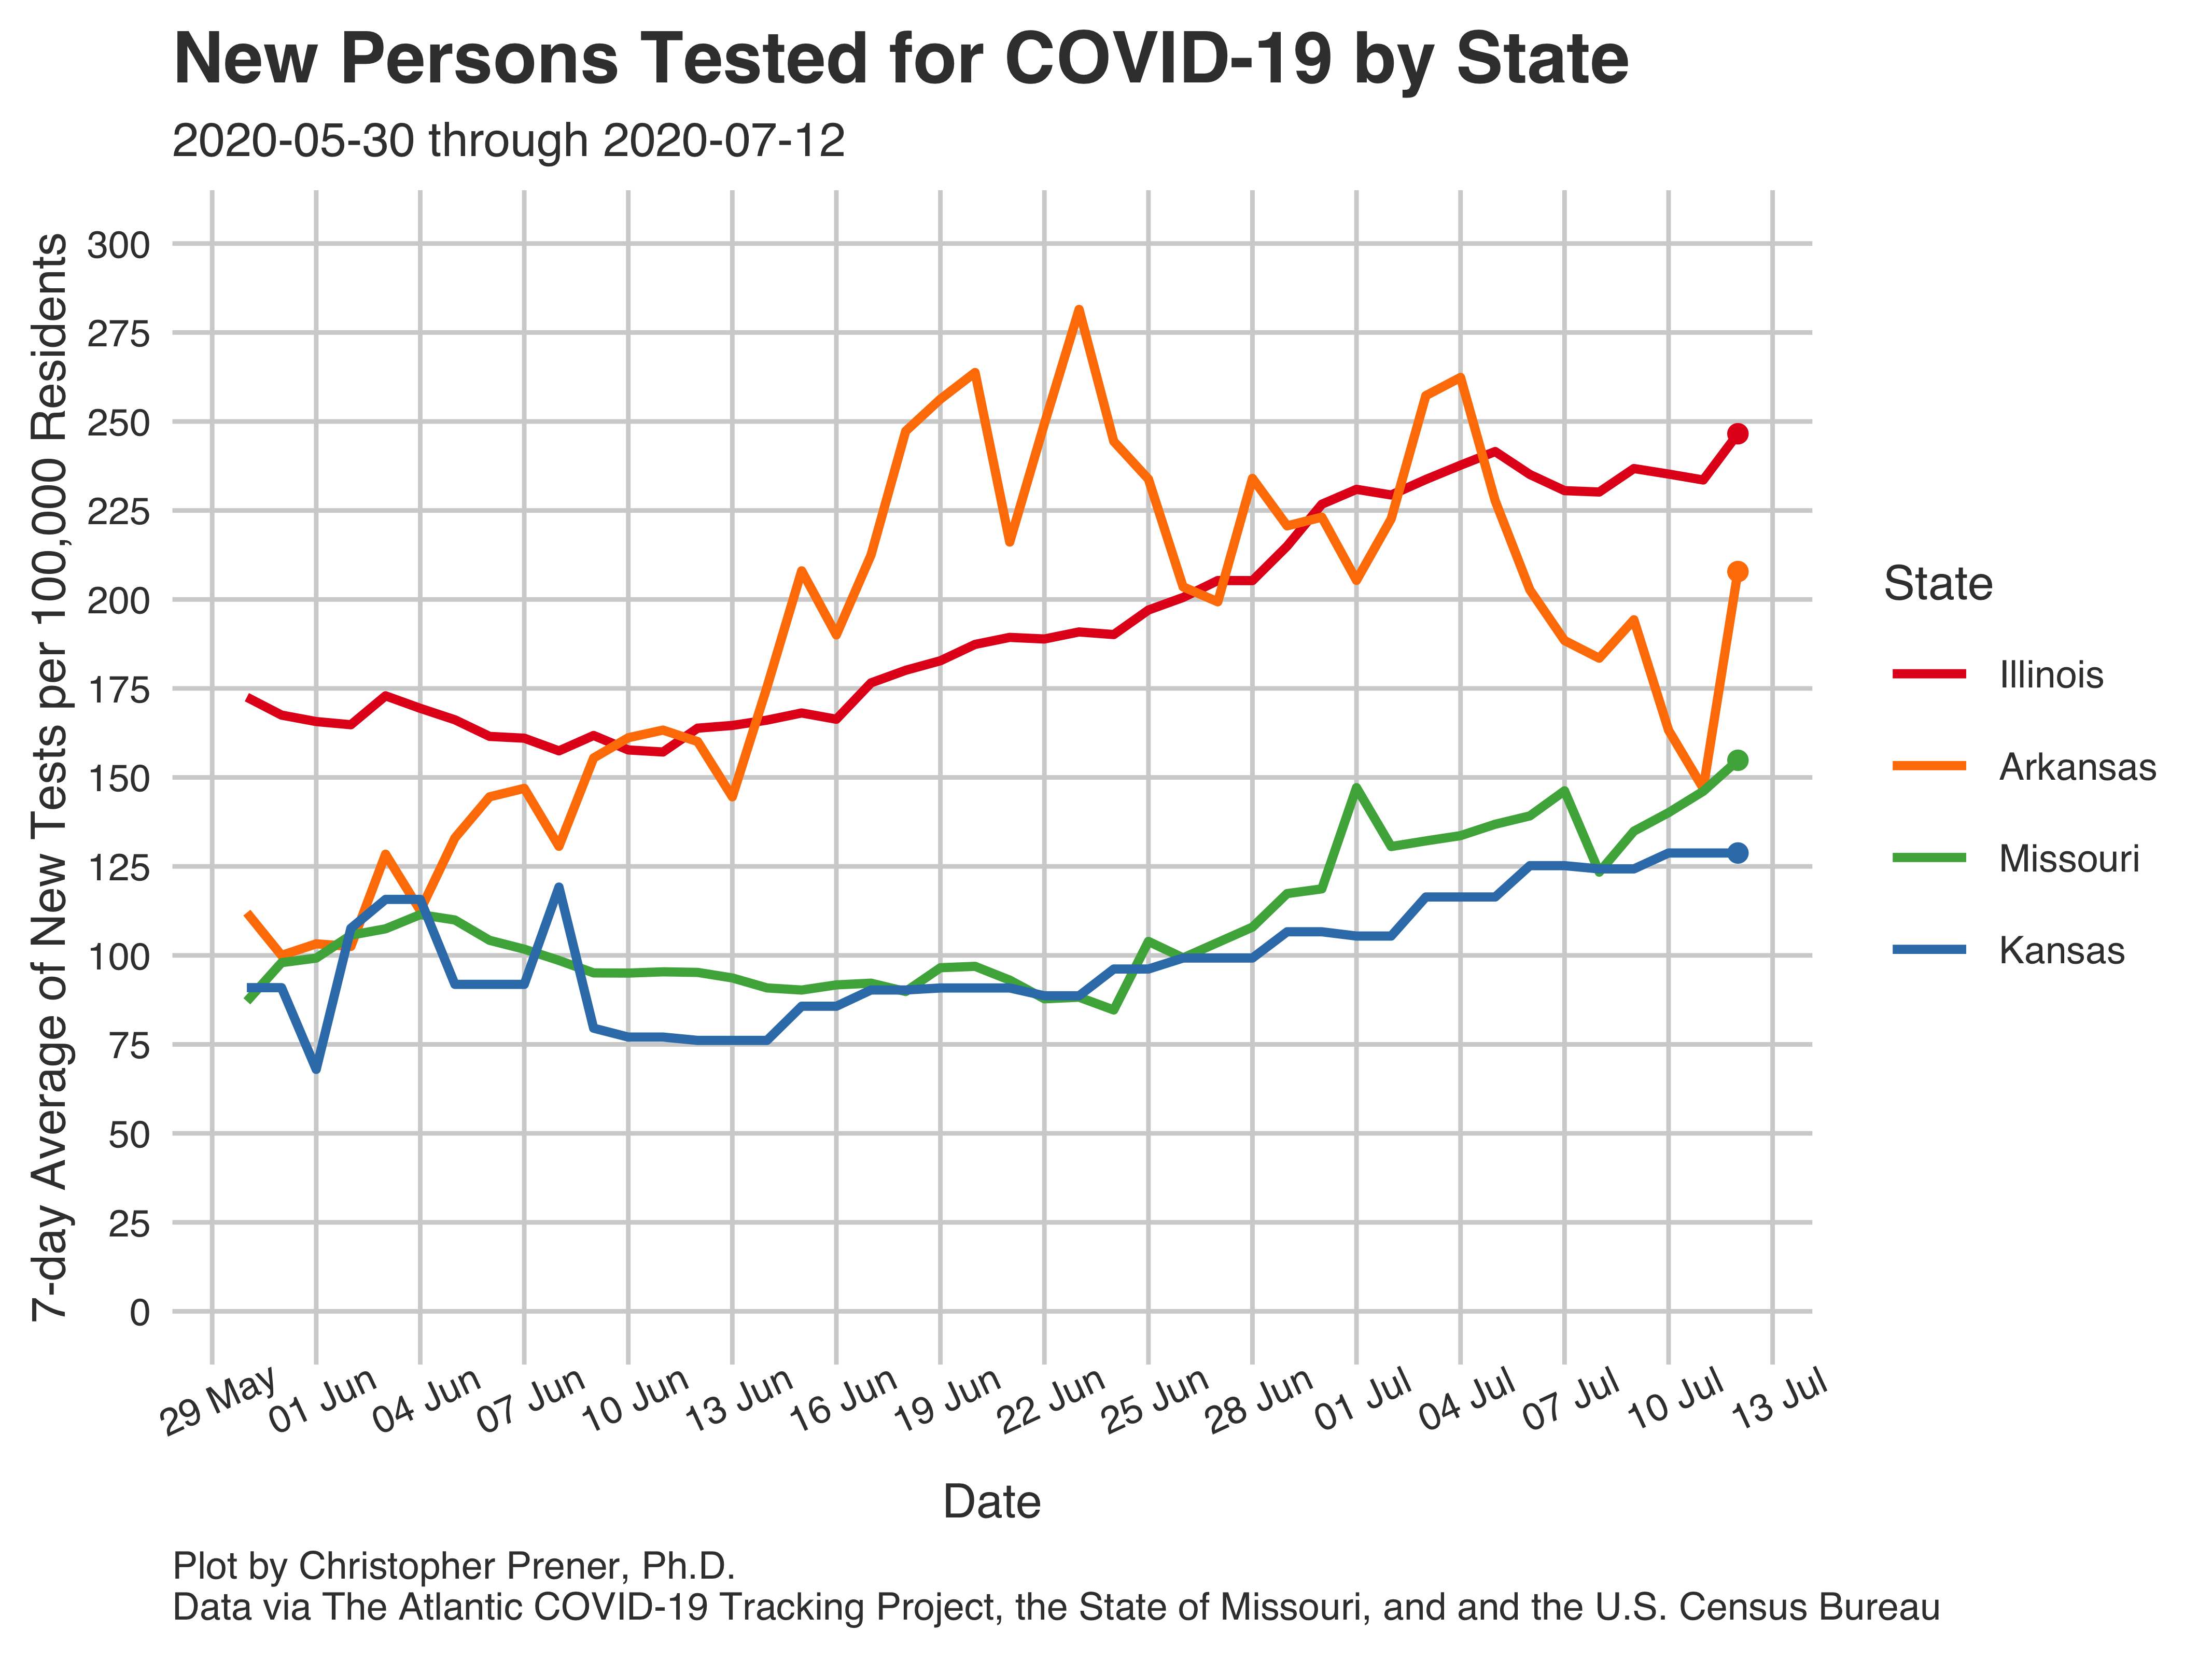 New Persons Tested for COVID-19 by State
2020-05-30 through 2020-07-12
7-day Average of New Tests per 100,000 Residents
300
275
250
225
200
175
150
125
100
75
50
25
0
29 May
01 Jun
04 Jun
07 Jun
10 Jun
13 Jun
16 Jun
19 Jun
22 Jun
25 Jun
28 Jun
01 Jul
04 Jul
07 Jul
10 Jul
13 Jul
Date
State
Illinois
Arkansas
Missouri
Kansas
Plot by Christopher Prener, Ph.D.
Data via The Atlantic COVID-19 Tracking Project, the State of Missouri, and and the U.S. Census Bureau